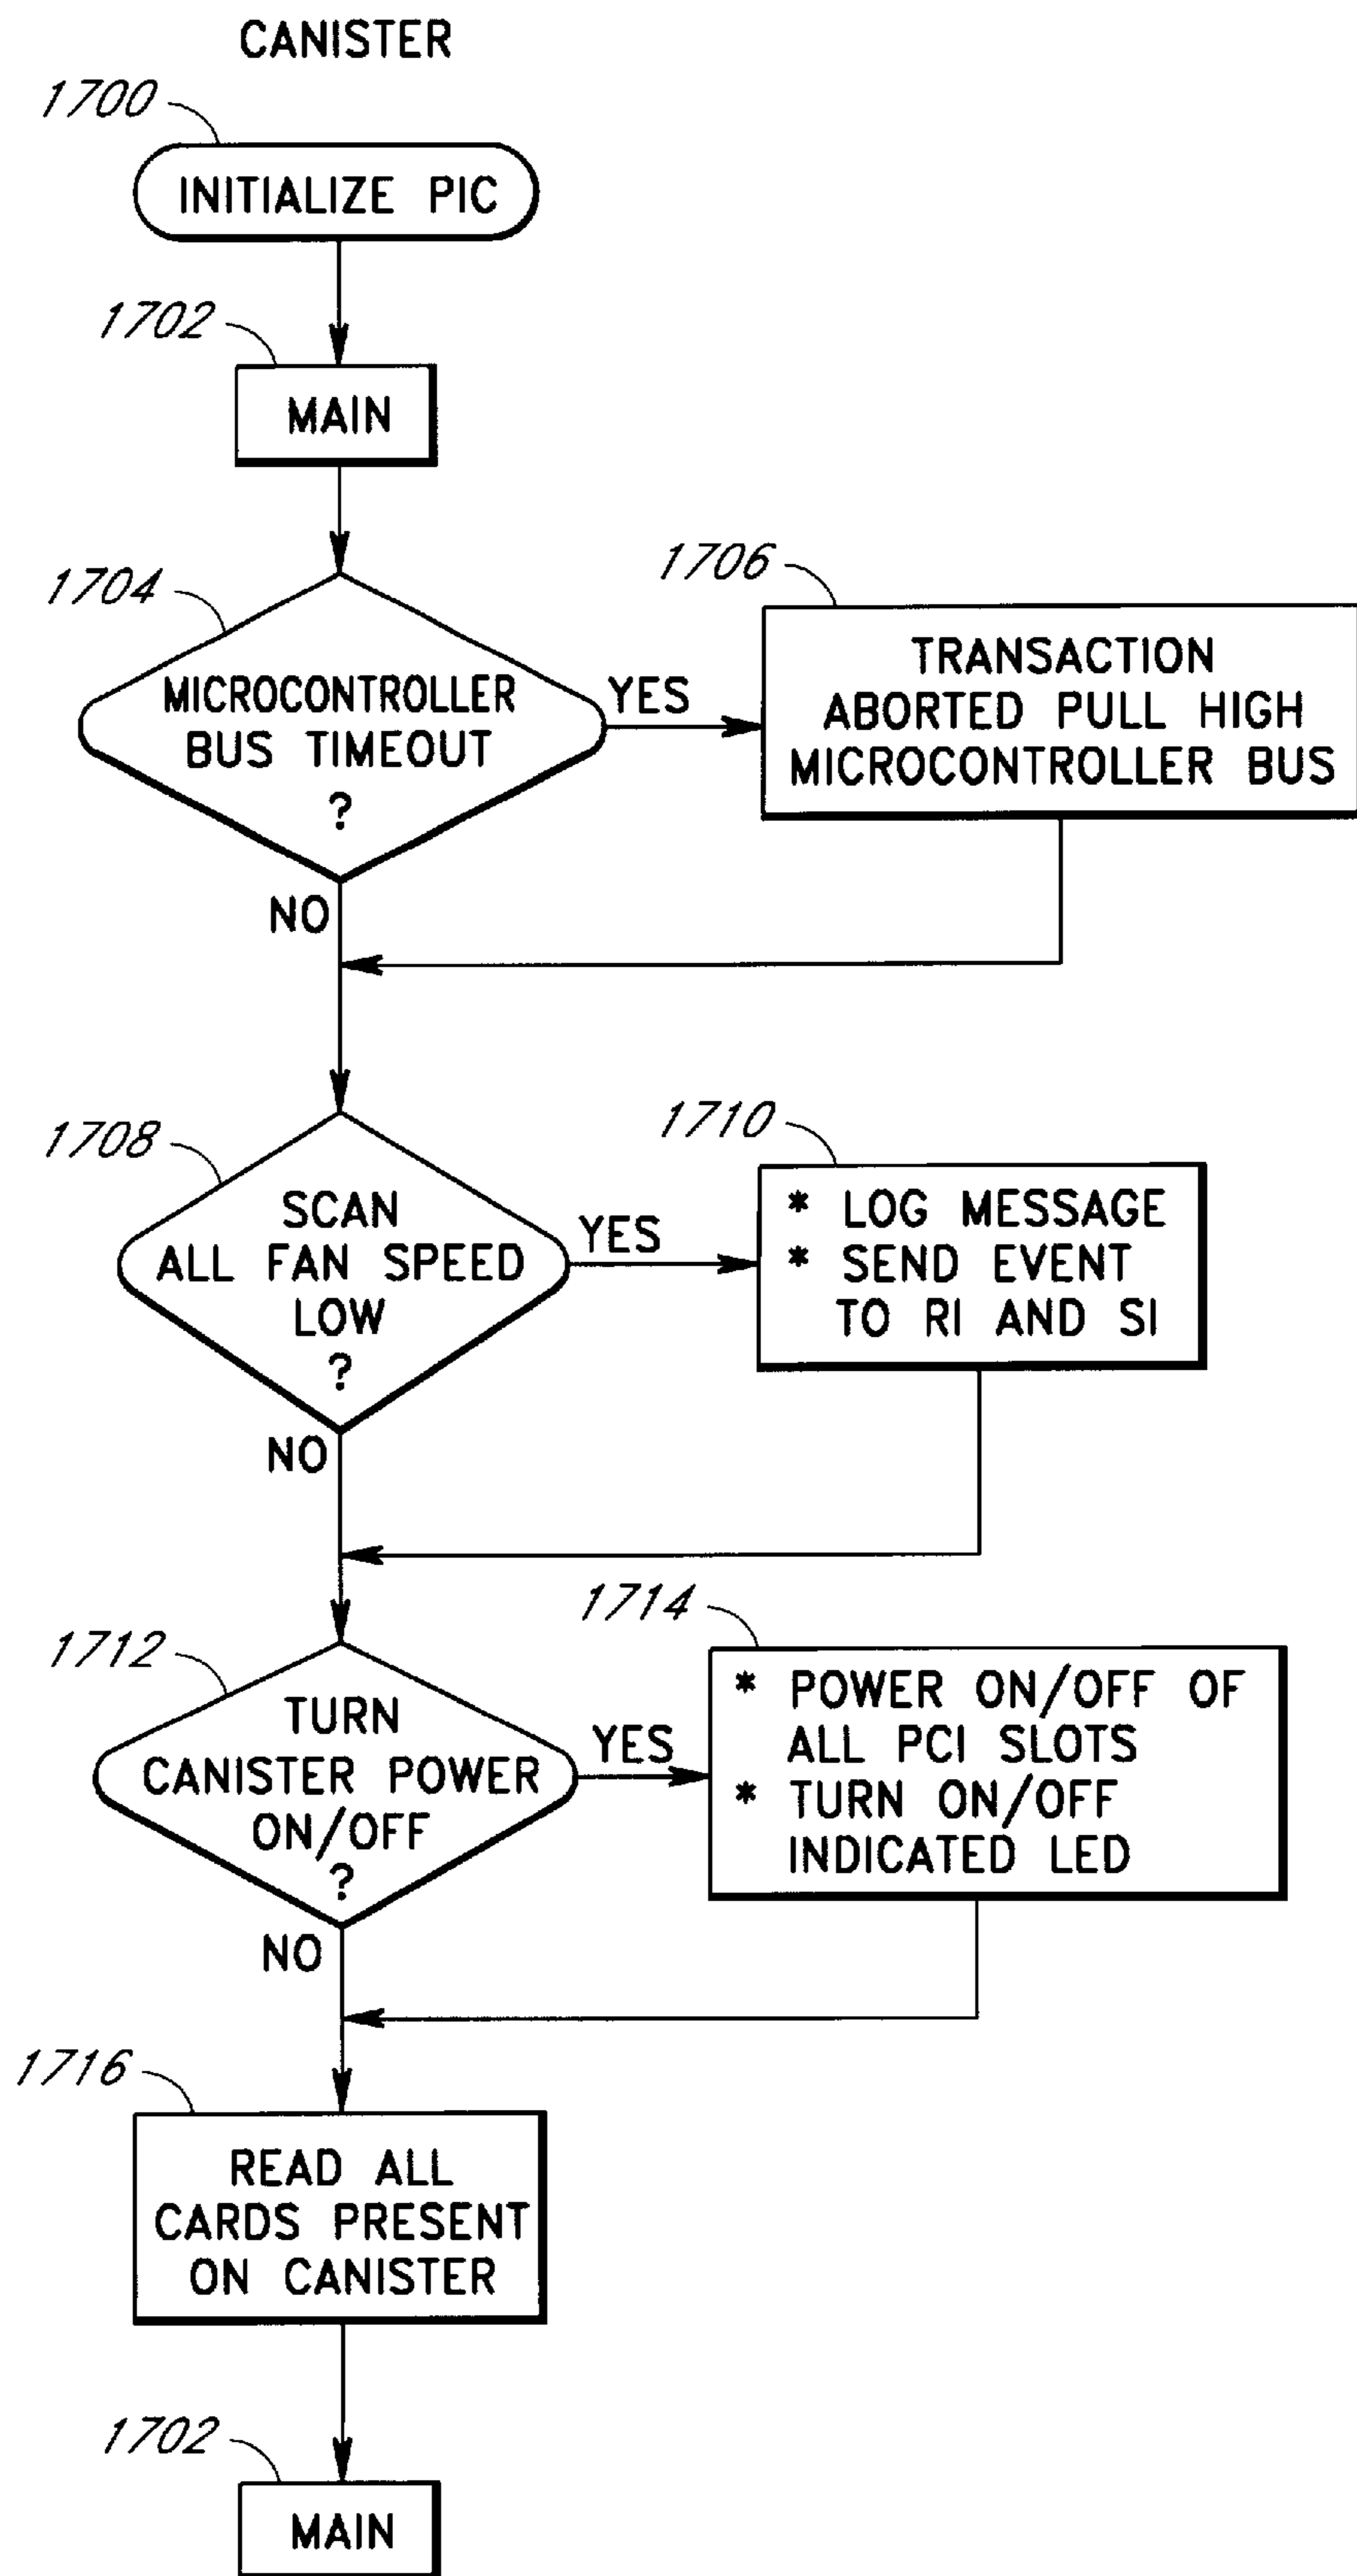 CANISTER
1700
INITIALIZE PIC
1702
MAIN
1704
MICROCONTROLLER
BUS TIMEOUT
?
YES
NO
1706
TRANSACTION
ABORTED PULL HIGH
MICROCONTROLLER BUS
1708
SCAN
ALL FAN SPEED
LOW
?
YES
NO
1710
* LOG MESSAGE
* SEND EVENT
TO RI AND SI
1712
TURN
CANISTER POWER
ON/OFF
?
YES
NO
1714
* POWER ON/OFF OF
ALL PCI SLOTS
* TURN ON/OFF
INDICATED LED
1716
READ ALL
CARDS PRESENT
ON CANISTER
1702
MAIN